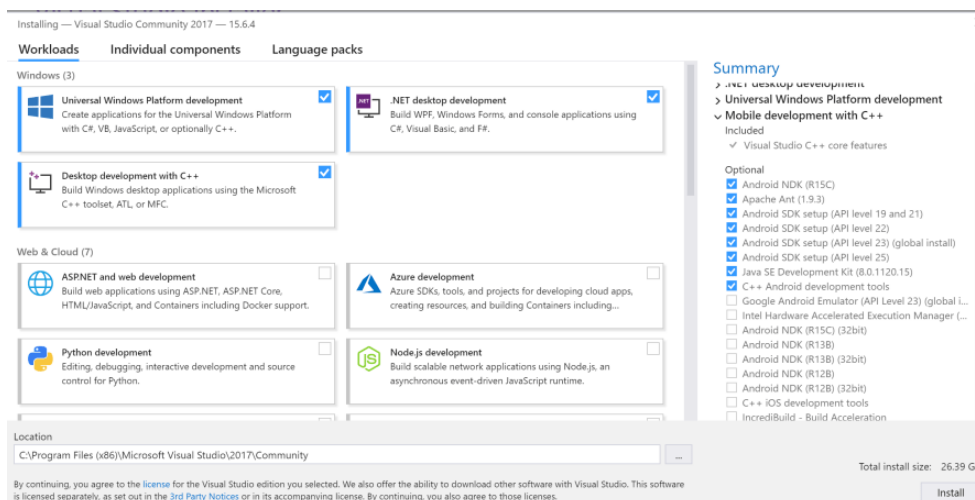 Installing — Visual Studio Community 2017 — 15.6.4
Workloads Individual components Language packs
Windows (3)
Universal Windows Platform development
Create applications for the Universal Windows Platform
with C#, VB, JavaScript, or optionally C++.
.NET
.NET desktop development
Build WPF, Windows Forms, and console applications using
C#, Visual Basic, and F#.
Desktop development with C++
Build Windows desktop applications using the Microsoft
C++ toolset, ATL, or MFC.
Web & Cloud (7)
ASP.NET and web development
Build web applications using ASP.NET, ASP.NET Core,
HTML/JavaScript, and Containers including Docker support.
Azure development
Azure SDKs, tools, and projects for developing cloud apps,
creating resources, and building Containers including...
Python development
Editing, debugging, interactive development and source
control for Python.
Node.js development
Build scalable network applications using Node.js, an
asynchronous event-driven JavaScript runtime.
Summary
.NET desktop development
Universal Windows Platform development
Mobile development with C++
Included
Visual Studio C++ core features
Optional
Android NDK (R15C)
Apache Ant (1.9.3)
Android SDK setup (API level 19 and 21)
Android SDK setup (API level 22)
Android SDK setup (API level 23) (global install)
Android SDK setup (API level 25)
Java SE Development Kit (8.0.1120.15)
C++ Android development tools
Google Android Emulator (API Level 23) (global i...
Intel Hardware Accelerated Execution Manager (...
Android NDK (R15C) (32bit)
Android NDK (R13B)
Android NDK (R13B) (32bit)
Android NDK (R12B)
Android NDK (R12B) (32bit)
C++ iOS development tools
IncrediBuild - Build Acceleration
Location
C:\Program Files (x86)\Microsoft Visual Studio\2017\Community
...
Total install size: 26.39 G
By continuing, you agree to the license for the Visual Studio edition you selected. We also offer the ability to download other software with Visual Studio. This software
is licensed separately, as set out in the 3rd Party Notices or in its accompanying license. By continuing, you also agree to those licenses.
Install